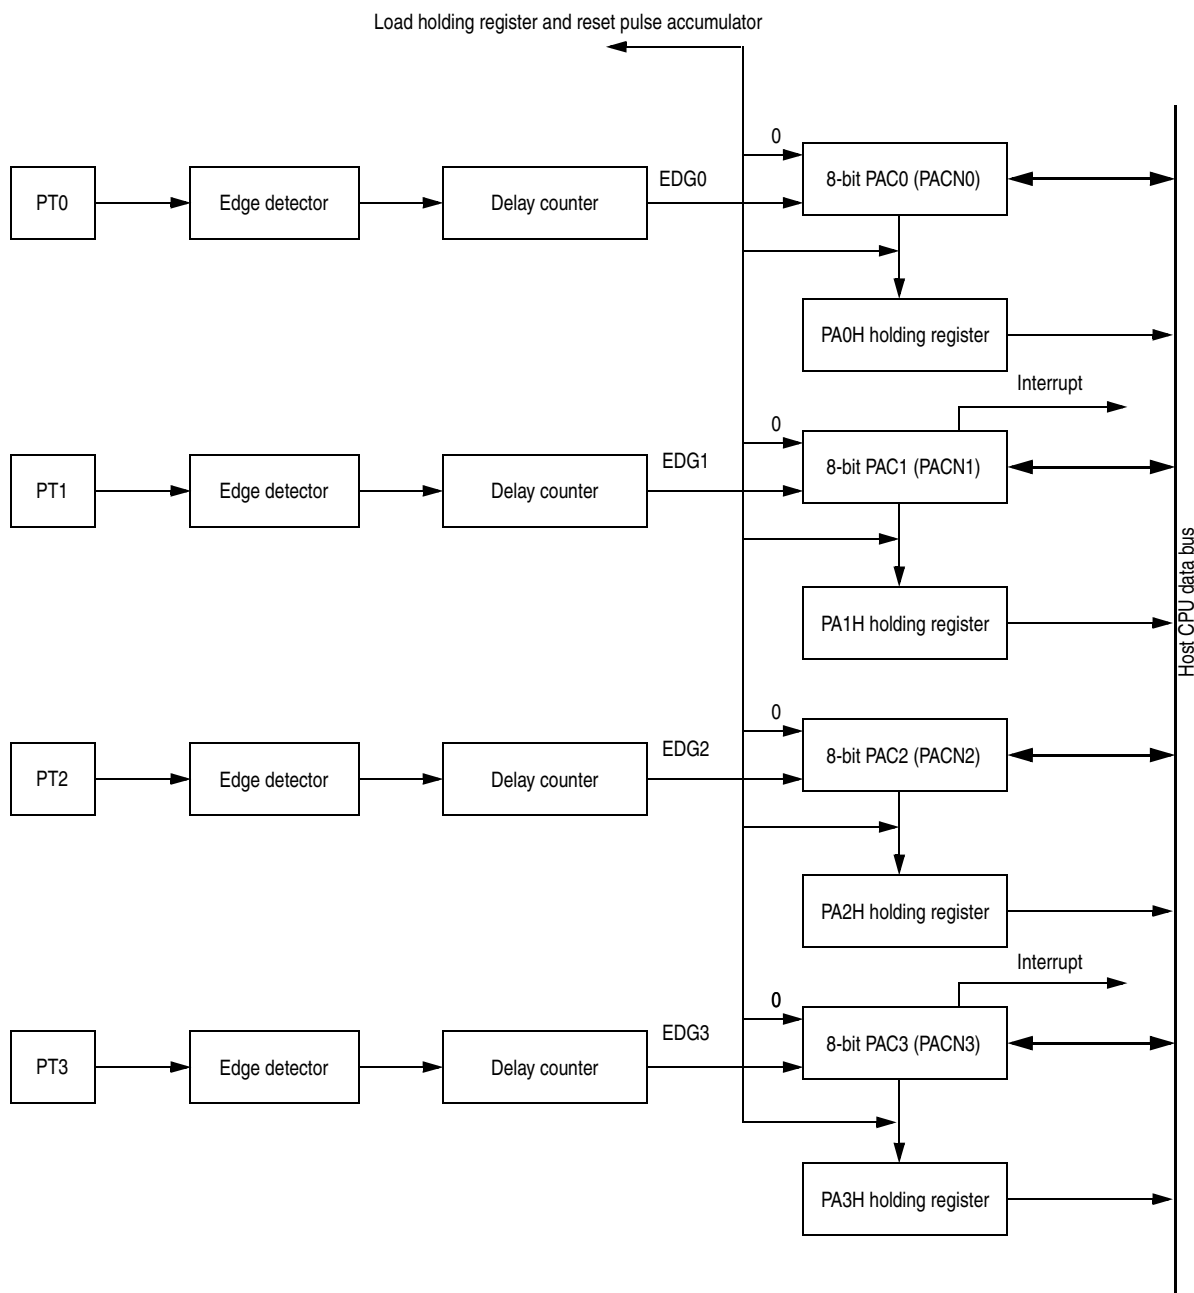 Load holding register and reset pulse accumulator
0
PT0
Edge detector
Delay counter
EDG0
8-bit PAC0 (PACN0)
PA0H holding register
Interrupt
0
PT1
Edge detector
Delay counter
EDG1
8-bit PAC1 (PACN1)
PA1H holding register
Host CPU data bus
0
PT2
Edge detector
Delay counter
EDG2
8-bit PAC2 (PACN2)
PA2H holding register
Interrupt
0
PT3
Edge detector
Delay counter
EDG3
8-bit PAC3 (PACN3)
PA3H holding register